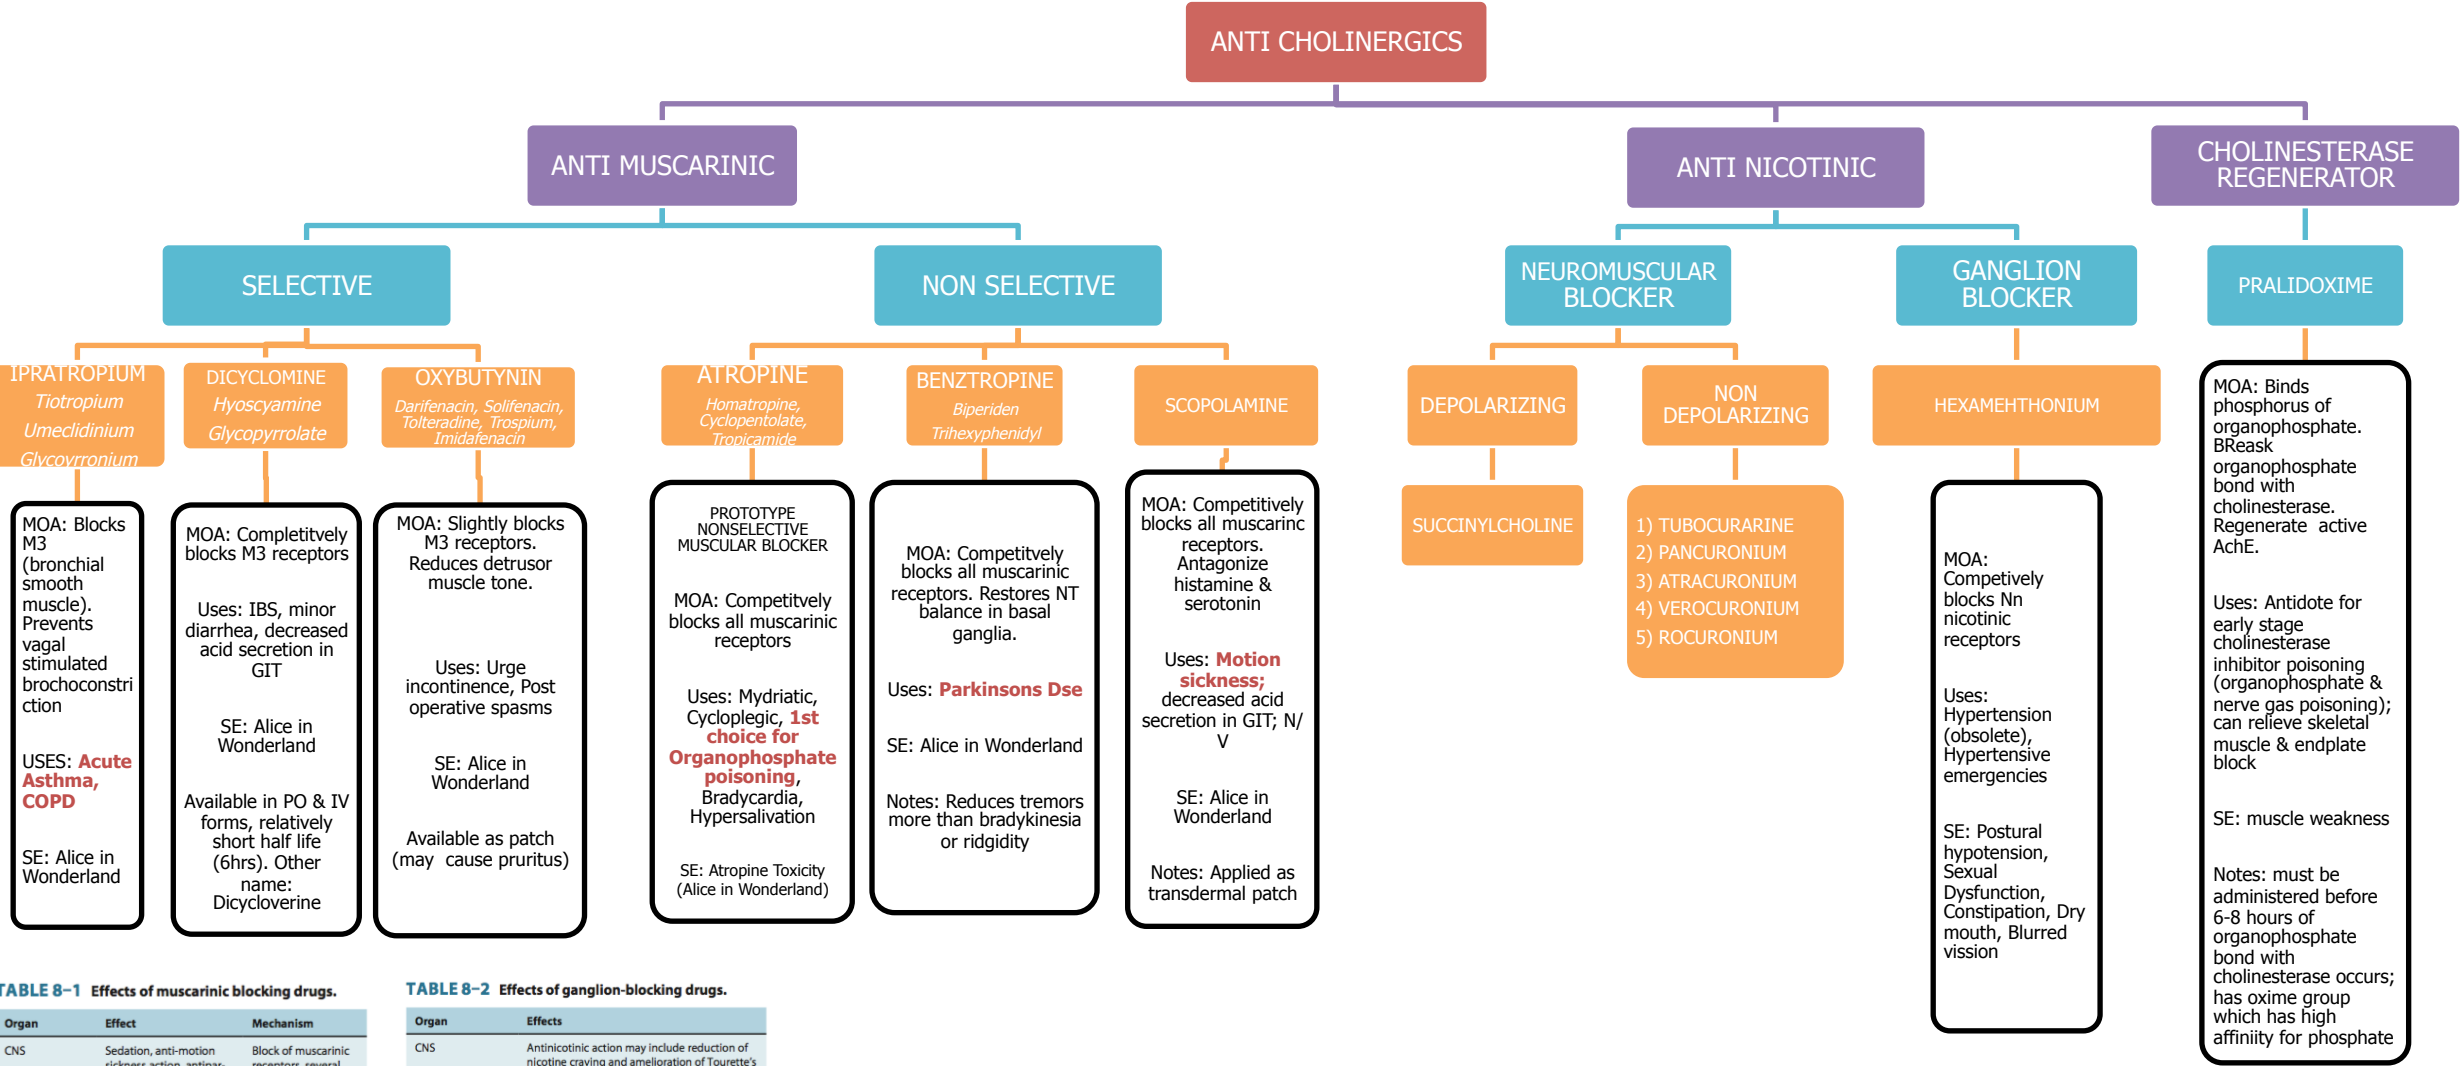 ANTI CHOLINERGICS
ANTI MUSCARINIC
ANTI NICOTINIC
CHOLINESTERASE
REGENERATOR
SELECTIVE
NON SELECTIVE
NEUROMUSCULAR
BLOCKER
GANGLION
BLOCKER
PRALIDOXIME
IPRATROPIUM
Tiotropium
Umeclidinium
Glycoyrronium
DICYCLOMINE
Hyoscyamine
Glycopyrrolate
OXYBUTYNIN
Darifenacin, Solifenacin,
Tolteradine, Trospium,
Imidafenacin
ATROPINE
Homatropine,
Cyclopentolate,
Tropicamide
BENZTROPINE
Biperiden
Trihexyphenidyl
SCOPOLAMINE
DEPOLARIZING
NON
DEPOLARIZING
HEXAMEHTHONIUM
MOA: Blocks
M3
(bronchial
smooth
muscle).
Prevents
vagal
stimulated
brochoconstri
ction
USES: Acute
Asthma,
COPD
SE: Alice in
Wonderland
MOA: Completitvely
blocks M3 receptors
Uses: IBS, minor
diarrhea, decreased
acid secretion in
GIT
SE: Alice in
Wonderland
Available in PO & IV
forms, relatively
short half life
(6hrs). Other
name:
Dicycloverine
MOA: Slightly blocks
M3 receptors.
Reduces detrusor
muscle tone.
Uses: Urge
incontinence, Post
operative spasms
SE: Alice in
Wonderland
Available as patch
(may cause pruritus)
PROTOTYPE
NONSELECTIVE
MUSCULAR BLOCKER
MOA: Competitvely
blocks all muscarinic
receptors
Uses: Mydriatic,
Cycloplegic, 1st
choice for
Organophosphate
poisoning,
Bradycardia,
Hypersalivation
SE: Atropine Toxicity
(Alice in Wonderland)
MOA: Competitvely
blocks all muscarinic
receptors. Restores NT
balance in basal
ganglia.
Uses: Parkinsons Dse
SE: Alice in Wonderland
Notes: Reduces tremors
more than bradykinesia
or ridgidity
MOA: Competitively
blocks all muscarinc
receptors.
Antagonize
histamine &
serotonin
Uses: Motion
sickness;
decreased acid
secretion in GIT; N/
V
SE: Alice in
Wonderland
Notes: Applied as
transdermal patch
SUCCINYLCHOLINE
1) TUBOCURARINE
2) PANCURONIUM
3) ATRACURONIUM
4) VEROCURONIUM
5) ROCURONIUM
MOA:
Competively
blocks Nn
nicotinic
receptors
Uses:
Hypertension
(obsolete),
Hypertensive
emergencies
SE: Postural
hypotension,
Sexual
Dysfunction,
Constipation, Dry
mouth, Blurred
vission
MOA: Binds
phosphorus of
organophosphate.
BReask
organophosphate
bond with
cholinesterase.
Regenerate active
AchE.
Uses: Antidote for
early stage
cholinesterase
inhibitor poisoning
(organophosphate &
nerve gas poisoning);
can relieve skeletal
muscle & endplate
block
SE: muscle weakness
Notes: must be
administered before
6-8 hours of
organophosphate
bond with
cholinesterase occurs;
has oxime group
which has high
affiniity for phosphate
TABLE 8–1 Effects of muscarinic blocking drugs.
Organ Effect Mechanism
CNS Sedation, anti-motion Block of muscarinic
sickness action, antipar- receptors, several
TABLE 8–2 Effects of ganglion-blocking drugs.
Organ Effects
CNS Antinicotinic action may include reduction of
nicotine craving and amelioration of Tourette's